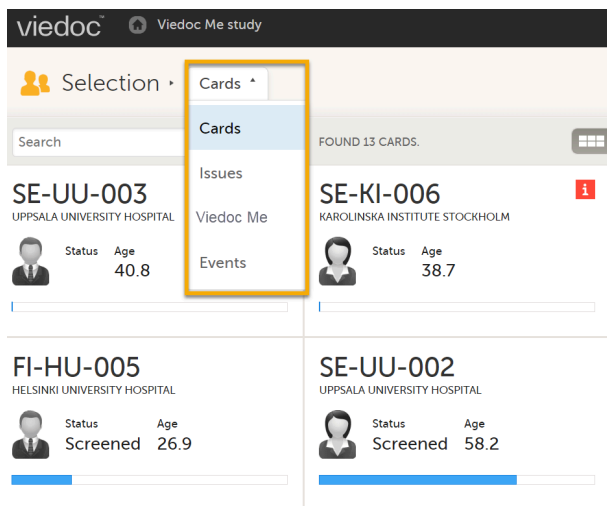 viedoc™ Viedoc Me study
Selection Cards
Cards
Issues
Viedoc Me
Events
Search FOUND 13 CARDS.
SE-UU-003
UPPSALA UNIVERSITY HOSPITAL
Status Age
40.8
SE-KI-006 i
KAROLINSKA INSTITUTE STOCKHOLM
Status Age
38.7
FI-HU-005
HELSINKI UNIVERSITY HOSPITAL
Status Age
Screened 26.9
SE-UU-002
UPPSALA UNIVERSITY HOSPITAL
Status Age
Screened 58.2